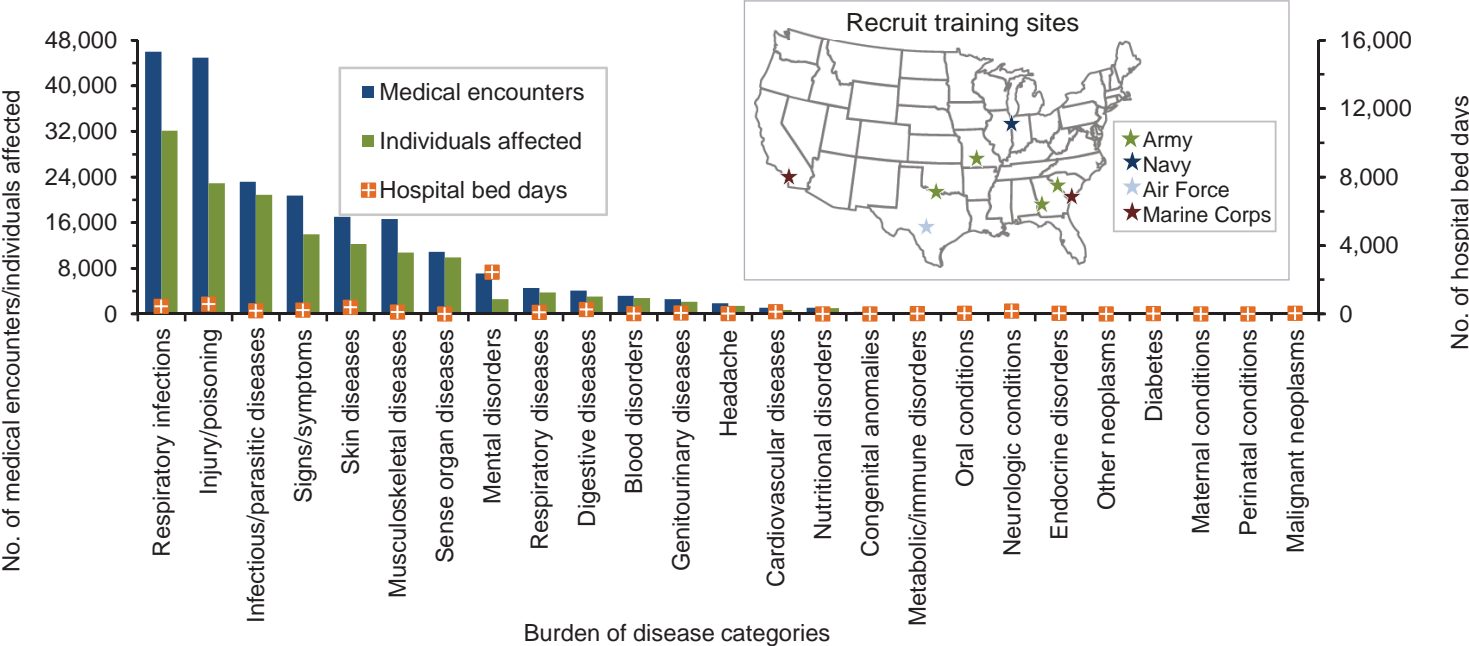 No. of medical encounters/individuals affected
48,000
40,000
32,000
24,000
16,000
8,000
0
Medical encounters
Individuals affected
Hospital bed days
Recruit training sites
Army
Navy
Air Force
Marine Corps
16,000
12,000
8,000
4,000
0
No. of hospital bed days
Respiratory infections
Injury/poisoning
Infectious/parasitic diseases
Signs/symptoms
Skin diseases
Musculoskeletal diseases
Sense organ diseases
Mental disorders
Respiratory diseases
Digestive diseases
Blood disorders
Genitourinary diseases
Headache
Cardiovascular diseases
Nutritional disorders
Congenital anomalies
Metabolic/immune disorders
Oral conditions
Neurologic conditions
Endocrine disorders
Other neoplasms
Diabetes
Maternal conditions
Perinatal conditions
Malignant neoplasms
Burden of disease categories